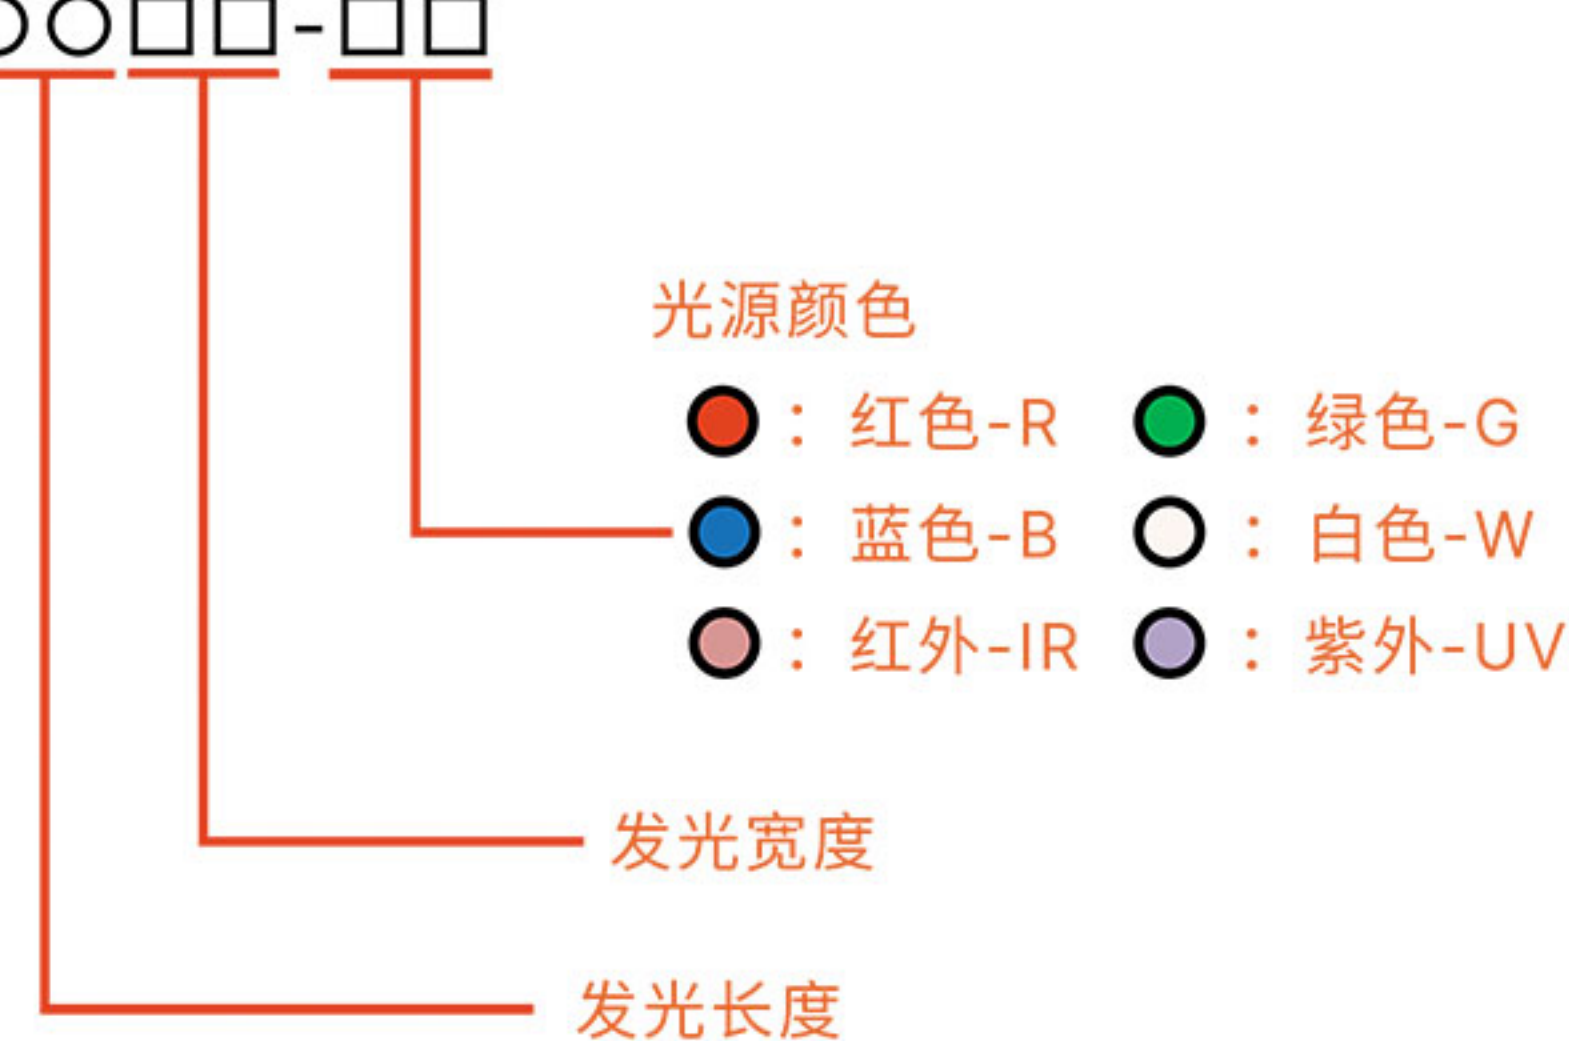 ○○□□-□□
光源颜色
：红色-R ：绿色-G
：蓝色-B ：白色-W
：红外-IR ：紫外-UV
发光宽度
发光长度